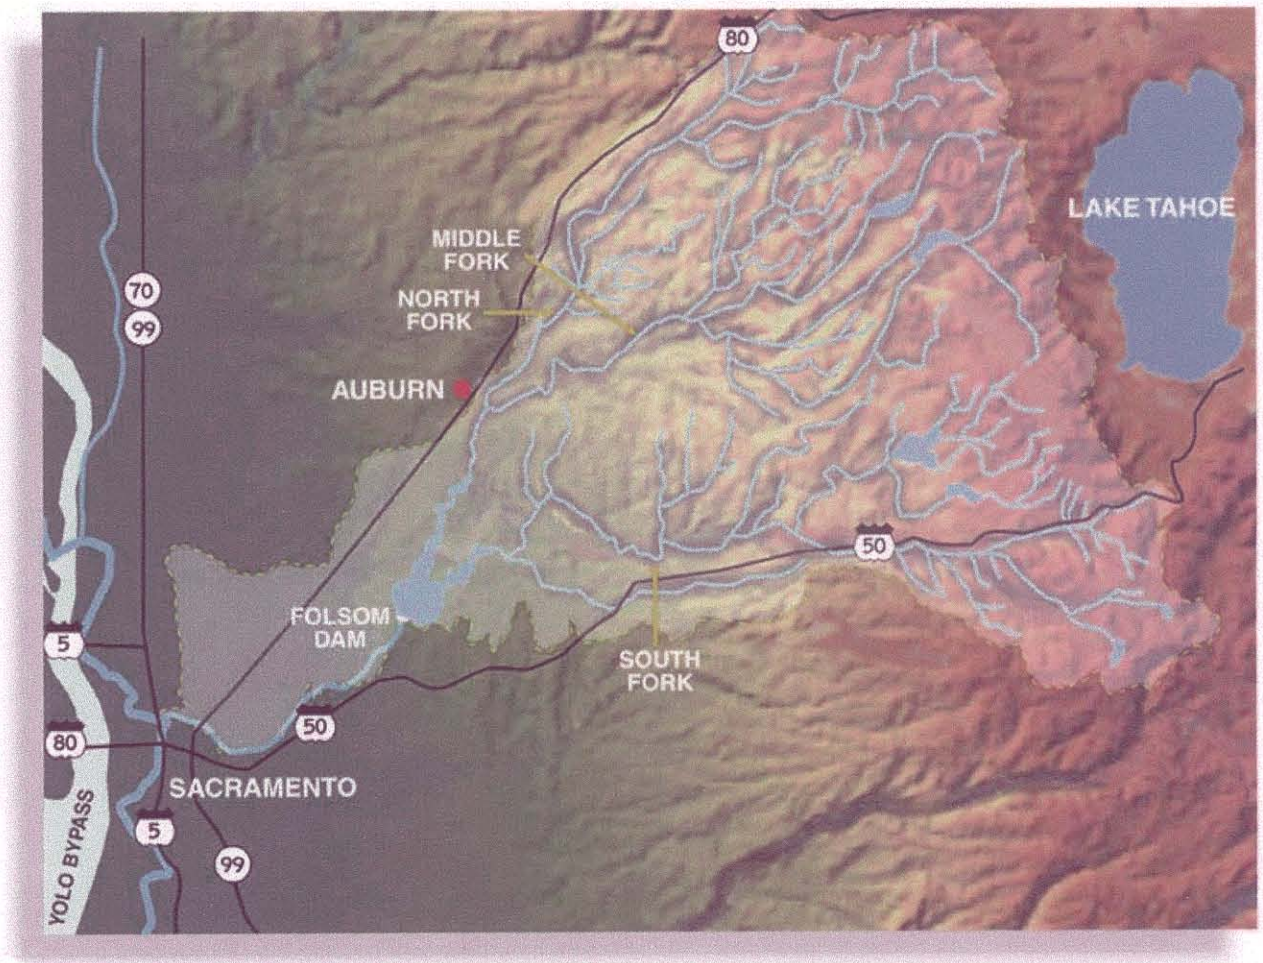 80
LAKE TAHOE
MIDDLE
FORK
NORTH
FORK
70
99
AUBURN
50
FOLSOM
DAM
5
SOUTH
FORK
50
80
SACRAMENTO
5
99
YOLO BYPASS